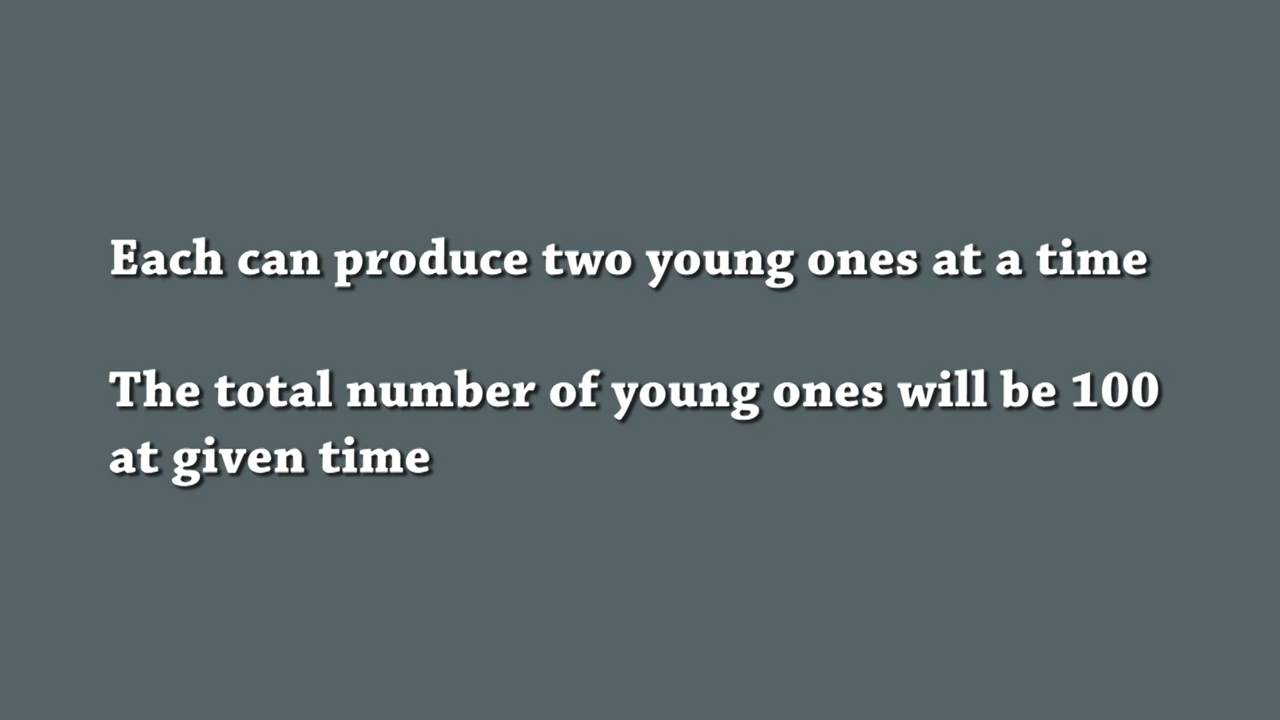 Each can produce two young ones at a time
The total number of young ones will be 100
at given time